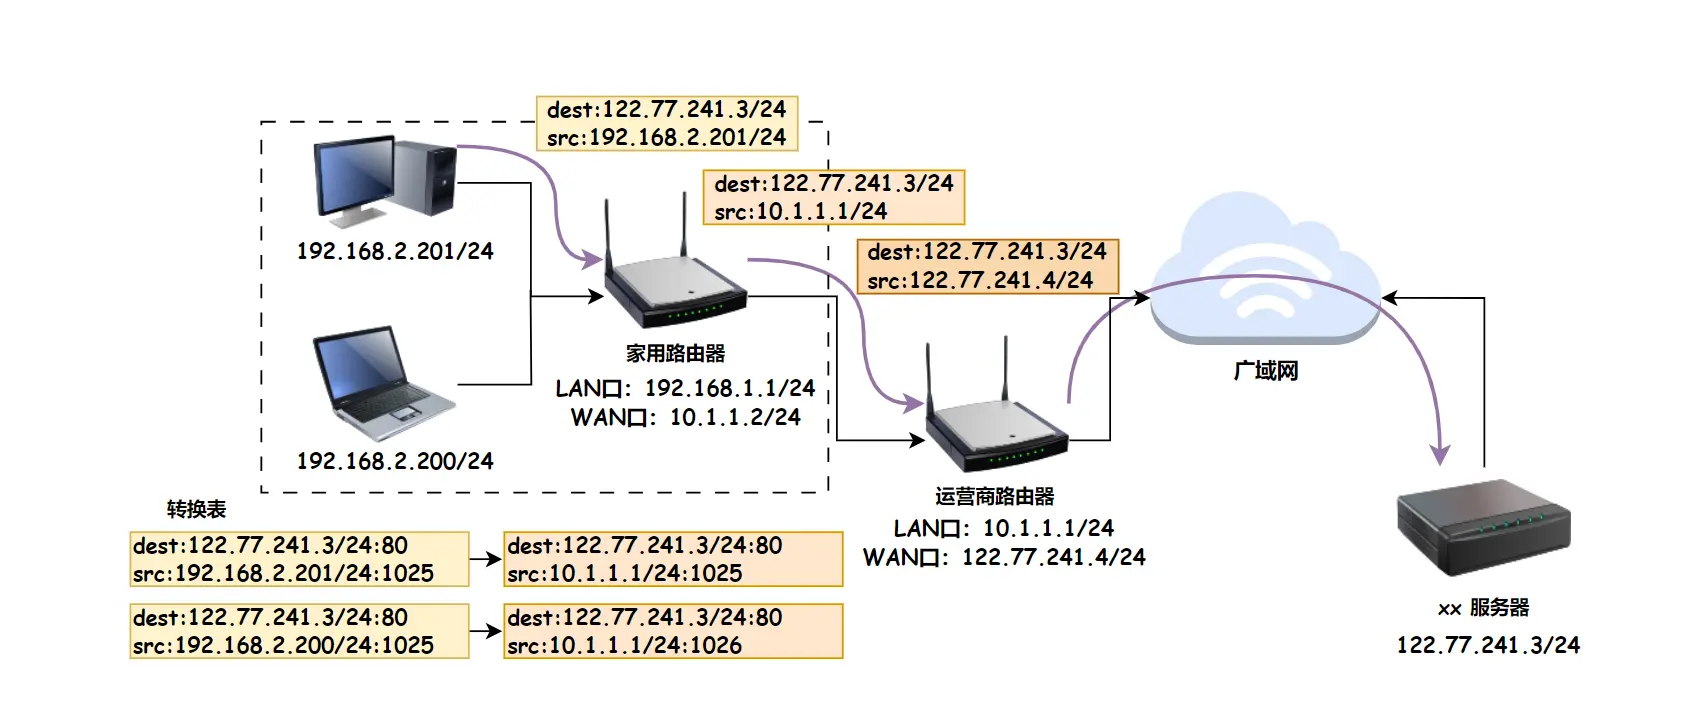 dest:122.77.241.3/24
src:192.168.2.201/24
dest:122.77.241.3/24
src:10.1.1.1/24
dest:122.77.241.3/24
src:122.77.241.4/24
192.168.2.201/24
192.168.2.200/24
家用路由器
LAN口：192.168.1.1/24
WAN口：10.1.1.2/24
广域网
运营商路由器
LAN口：10.1.1.1/24
WAN口：122.77.241.4/24
xx 服务器
122.77.241.3/24
转换表
dest:122.77.241.3/24:80
src:192.168.2.201/24:1025
dest:122.77.241.3/24:80
src:10.1.1.1/24:1025
dest:122.77.241.3/24:80
src:192.168.2.200/24:1025
dest:122.77.241.3/24:80
src:10.1.1.1/24:1026